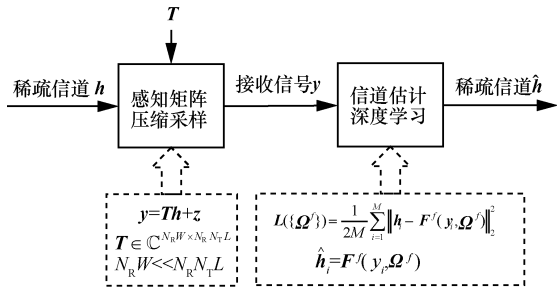 T
稀疏信道 h
感知矩阵
压缩采样
接收信号y
信道估计
深度学习
稀疏信道ĥ
y=Th+z
T∈ℂ^{N_R W×N_R N_T L}
N_R W<<N_R N_T L
L({Ω^f})=\frac{1}{2M}\sum_{i=1}^{M}‖h_i−F^f(y_i,Ω^f)‖_2^2
ĥ_i=F^f(y_i,Ω^f)